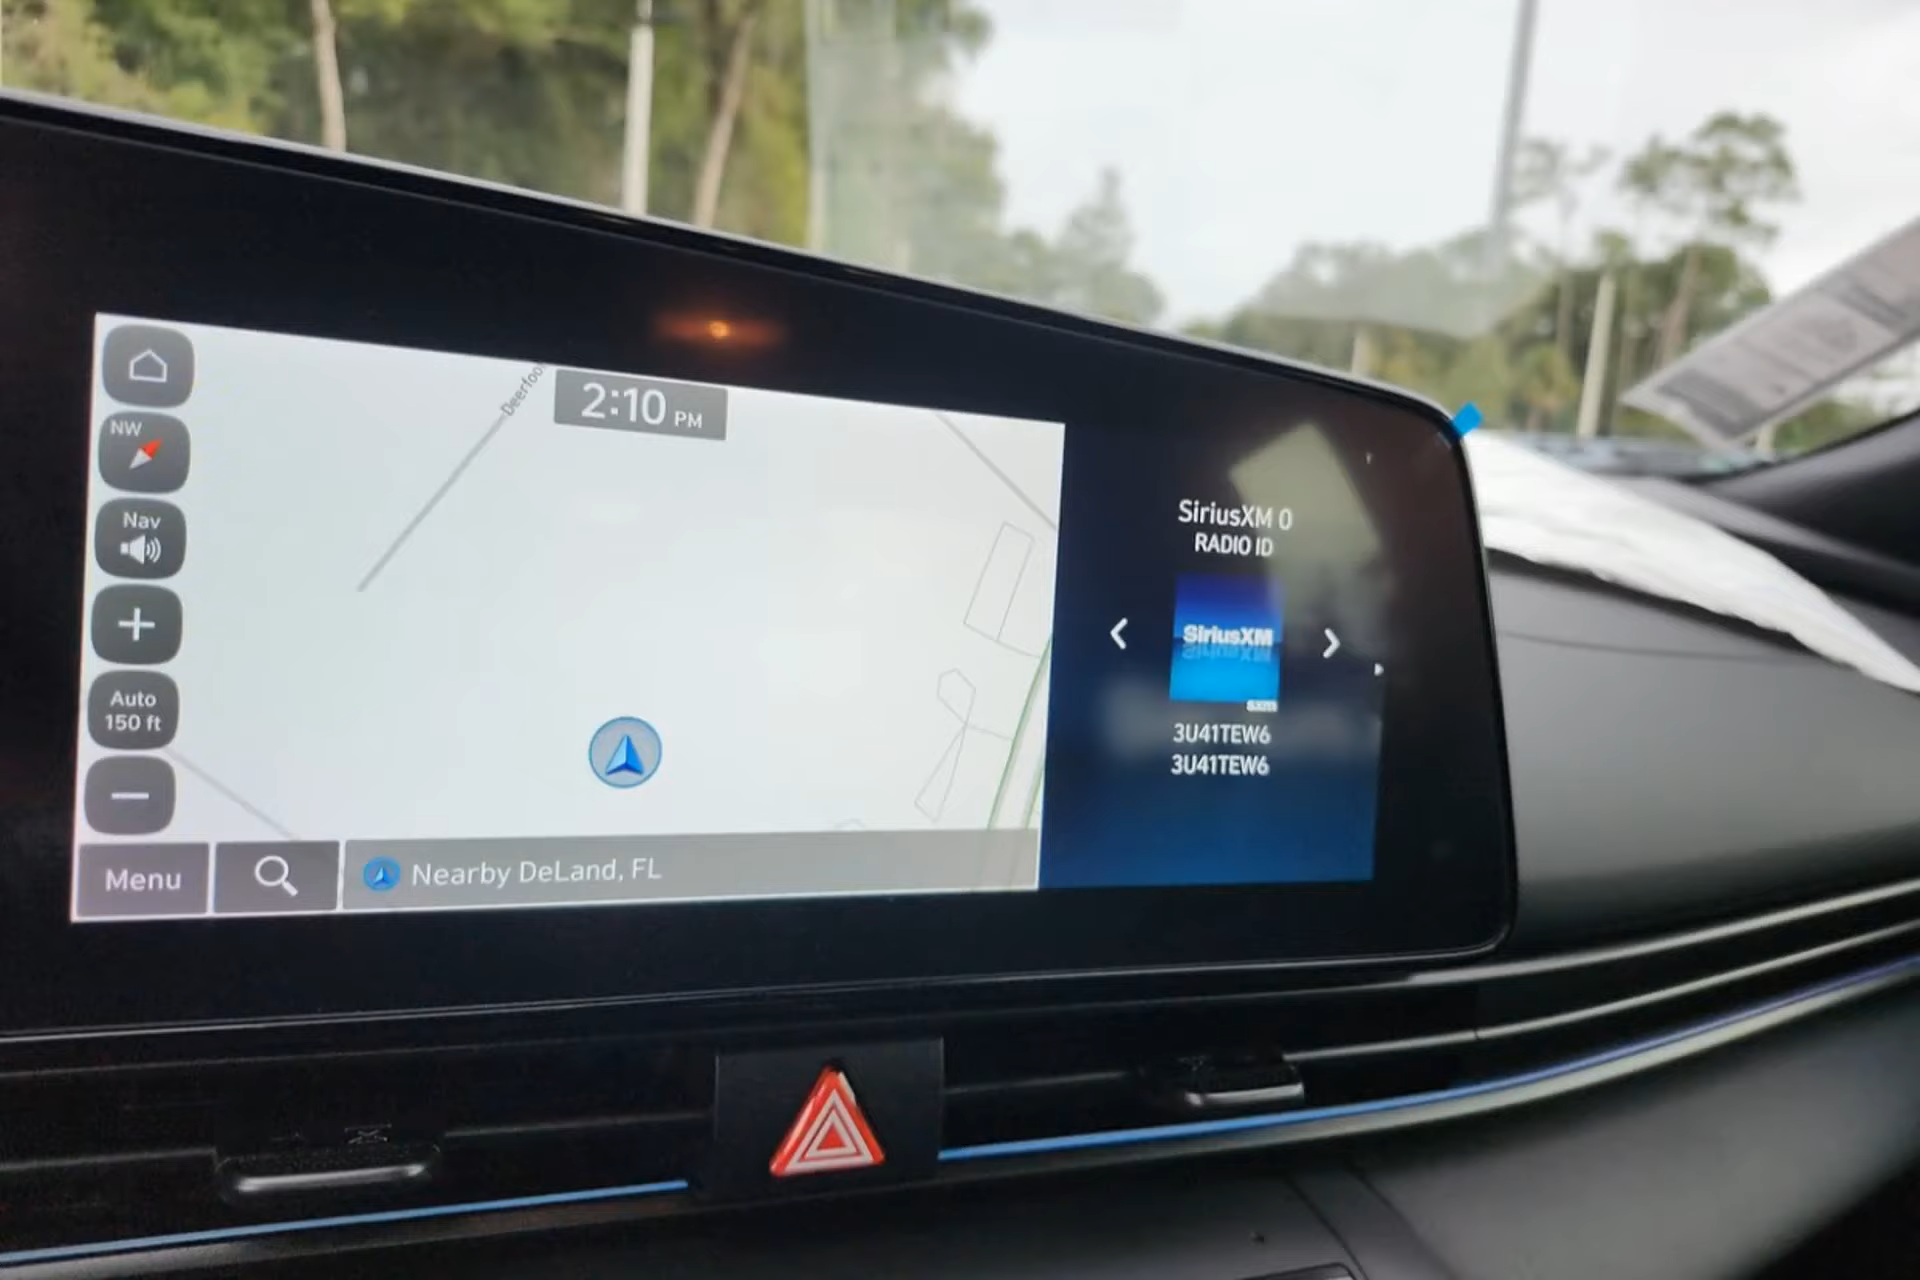 Deerfoo
2:10 PM
NW
Nav
Auto
150 ft
Menu
Nearby DeLand, FL
SiriusXM 0
RADIO ID
SiriusXM
sxm
3U41TEW6
3U41TEW6